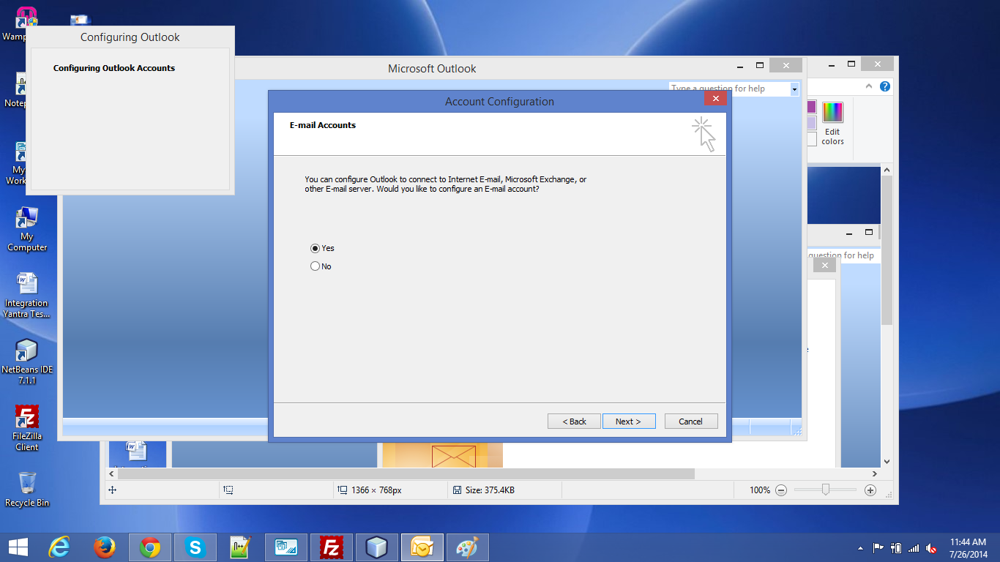 Wamp
Configuring Outlook
Configuring Outlook Accounts
Notep
My
Work
My
Computer
Integration
Yantra Tes...
NetBeans IDE
7.1.1
FileZilla
Client
Recycle Bin
Microsoft Outlook
Type a question for help
Account Configuration
E-mail Accounts
You can configure Outlook to connect to Internet E-mail, Microsoft Exchange, or
other E-mail server. Would you like to configure an E-mail account?
Yes
No
< Back
Next >
Cancel
Edit
colors
question for help
1366 × 768px
Size: 375.4KB
100%
11:44 AM
7/26/2014